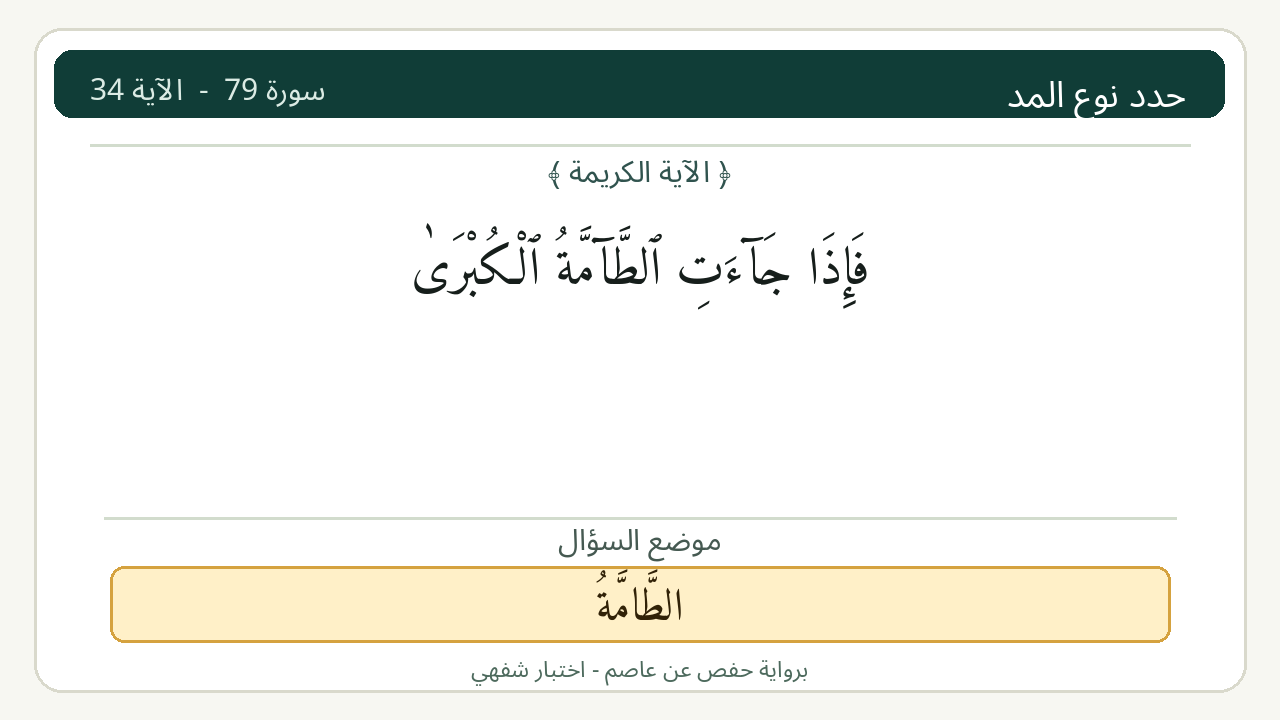 حدد نوع المد
سورة 79 - الآية 34
﴿ الآية الكريمة ﴾
فَإِذَا جَآءَتِ ٱلطَّآمَّةُ ٱلْكُبْرَىٰ
موضع السؤال
الطَّامَّةُ
برواية حفص عن عاصم - اختبار شفهي